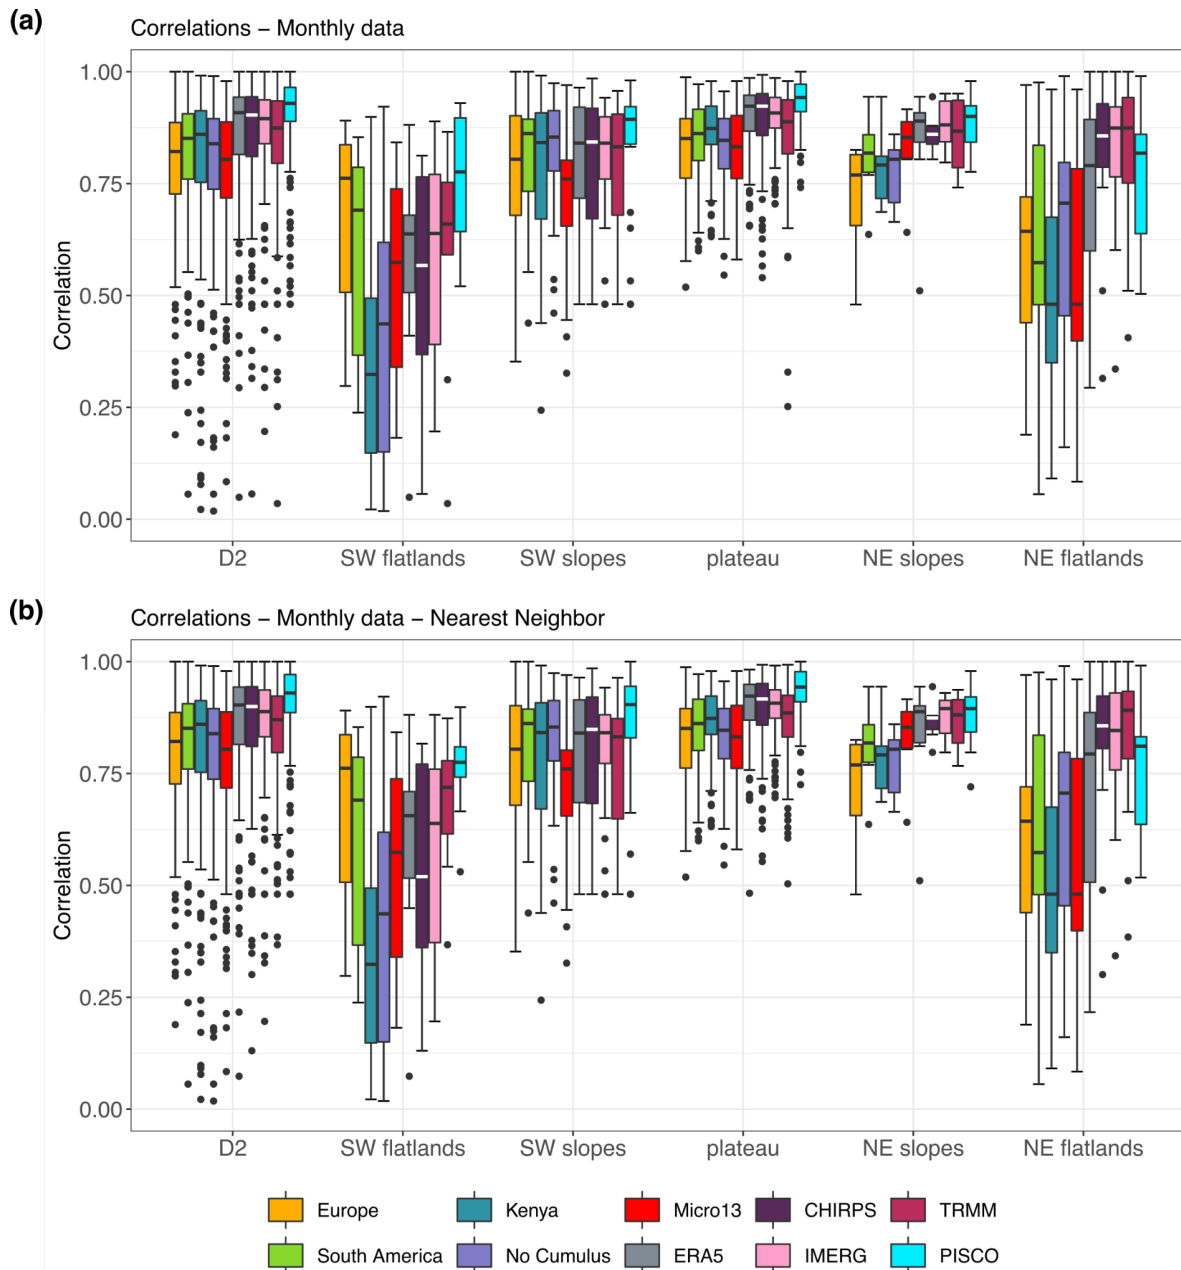 (a)
Correlations – Monthly data
1.00
0.75
0.50
0.25
0.00
Correlation
D2 SW flatlands SW slopes plateau NE slopes NE flatlands
(b)
Correlations – Monthly data – Nearest Neighbor
1.00
0.75
0.50
0.25
0.00
Correlation
D2 SW flatlands SW slopes plateau NE slopes NE flatlands
Europe Kenya Micro13 CHIRPS TRMM
South America No Cumulus ERA5 IMERG PISCO